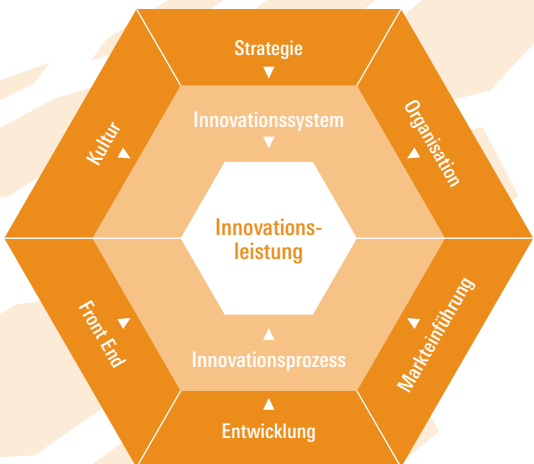 Strategie
Innovationssystem
Kultur
Organisation
Innovations-
leistung
Front End
Markteinführung
Innovationsprozess
Entwicklung